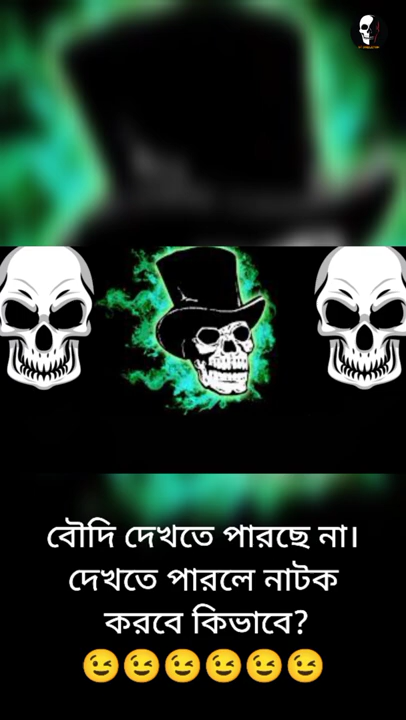 বৌদি দেখতে পারছে না।
দেখতে পারলে নাটক
করবে কিভাবে?
😉😉😉😉😉😉